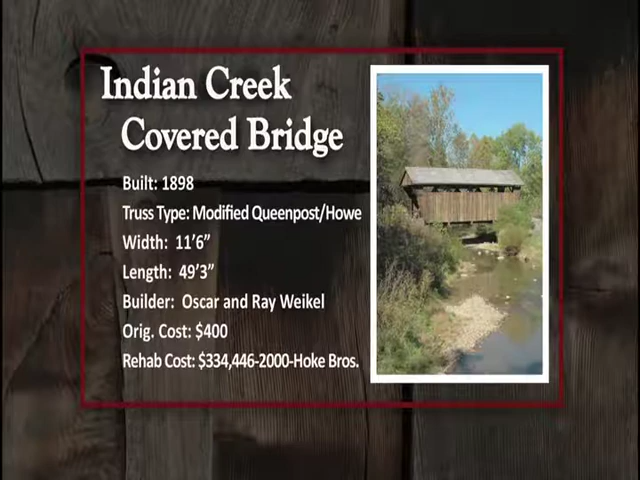 Indian Creek
Covered Bridge
Built: 1898
Truss Type: Modified Queenpost/Howe
Width: 11'6"
Length: 49'3"
Builder: Oscar and Ray Weikel
Orig. Cost: $400
Rehab Cost: $334,446-2000-Hoke Bros.